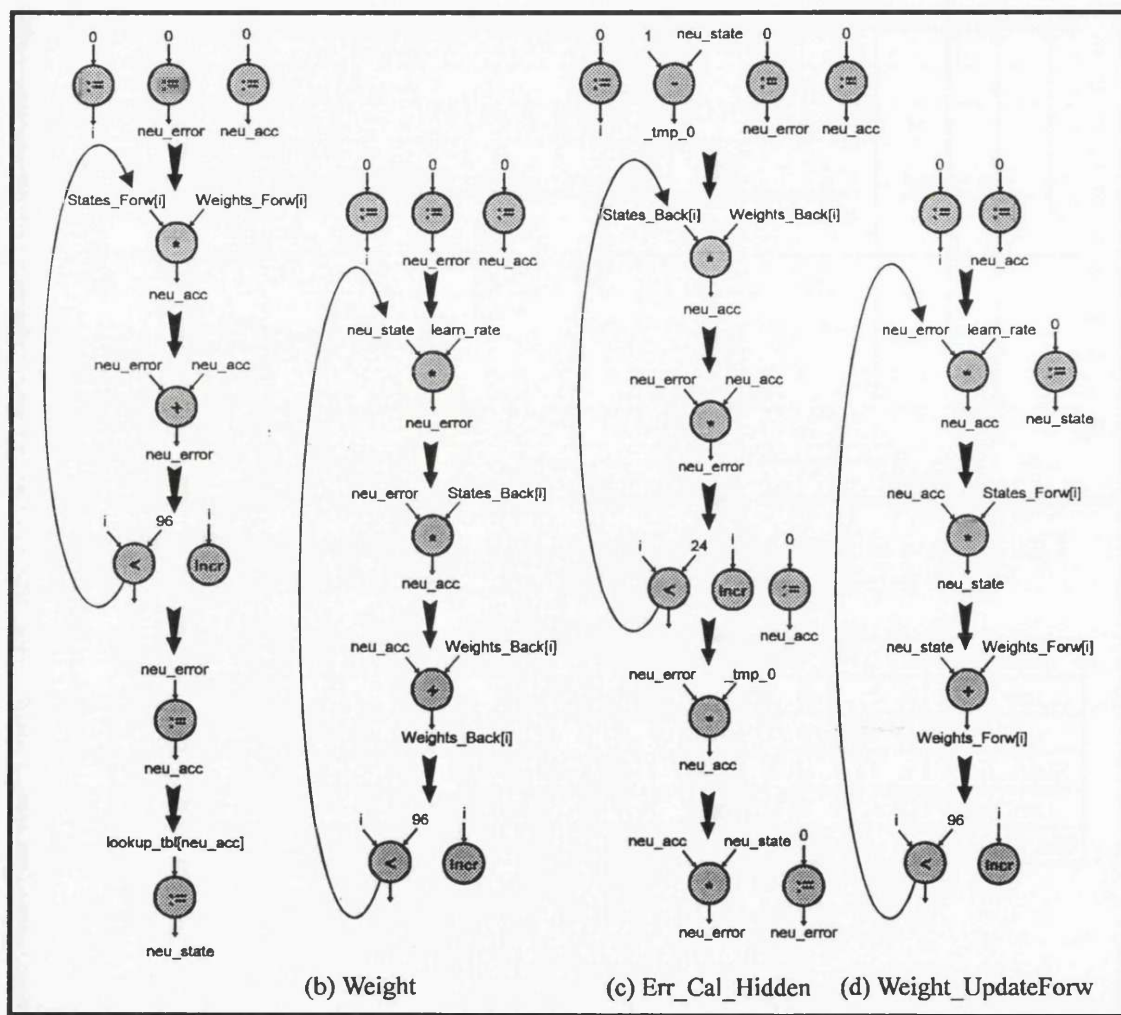 0 0 0
:= := :=
i neu_error neu_acc
States_Forw[i] Weights_Forw[i]
*
neu_acc
neu_error neu_acc
+
neu_error
i 96 i
< Incr
neu_error
:=
neu_acc
lookup_tbl[neu_acc]
:=
neu_state
0 0 0
:= := :=
i neu_error neu_acc
neu_state learn_rate
*
neu_error
neu_error States_Back[i]
*
neu_acc
neu_acc Weights_Back[i]
+
Weights_Back[i]
i 96 i
< Incr
(b) Weight
0 1 neu_state 0 0
:= - := :=
i _tmp_0 neu_error neu_acc
States_Back[i] Weights_Back[i]
*
neu_acc
neu_error neu_acc
*
neu_error
i 24 i 0
< Incr :=
neu_acc
neu_error _tmp_0
*
neu_acc
neu_acc neu_state 0
* :=
neu_error neu_error
(c) Err_Cal_Hidden
0 0
:= :=
i neu_acc
neu_error learn_rate 0
* :=
neu_acc neu_state
neu_acc States_Forw[i]
*
neu_state
neu_state Weights_Forw[i]
+
Weights_Forw[i]
i 96 i
< Incr
(d) Weight_UpdateForw